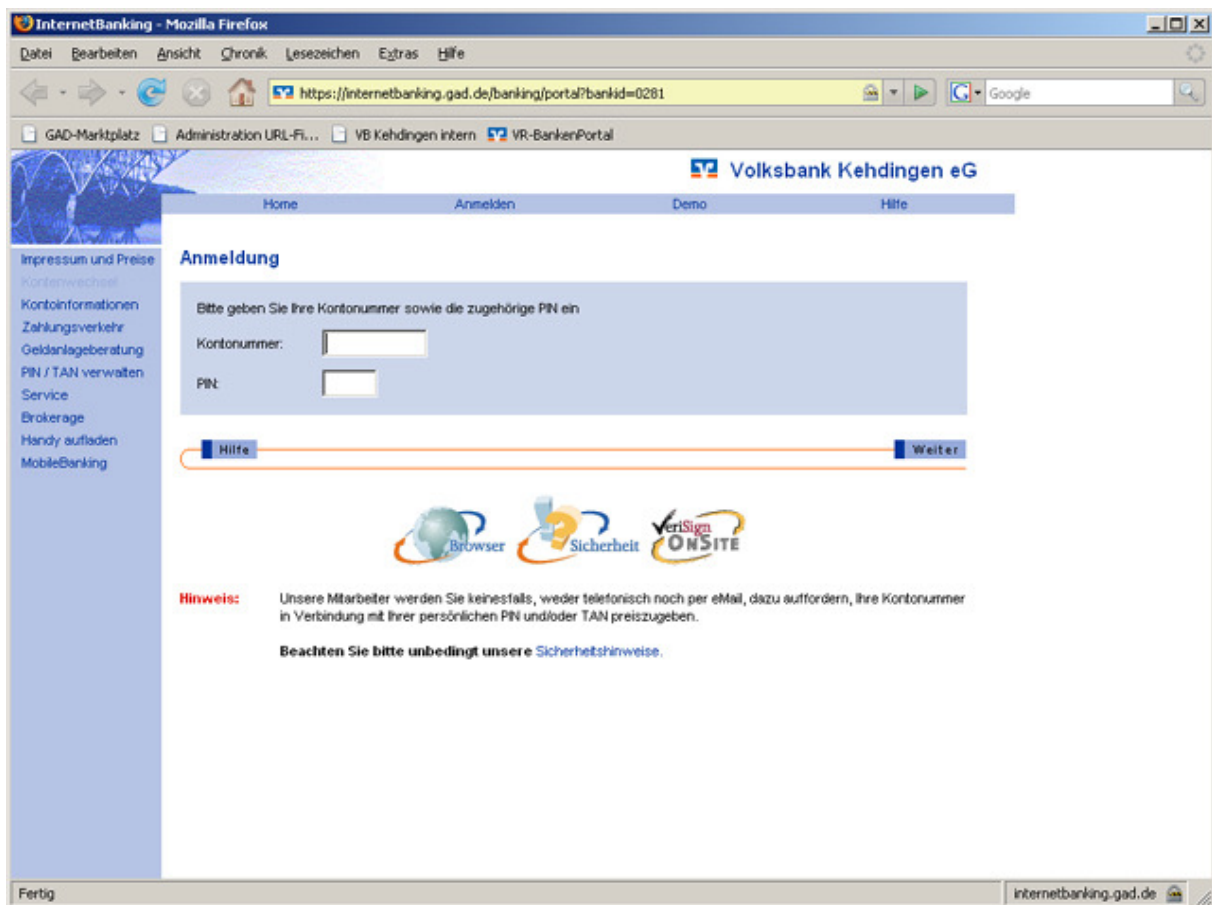 InternetBanking - Mozilla Firefox
Datei Bearbeiten Ansicht Chronik Lesezeichen Extras Hilfe
https://internetbanking.gad.de/banking/portal?bankid=0281
Google
GAD-Marktplatz Administration URL-Fi... VB Kehdingen intern VR-BankenPortal
Volksbank Kehdingen eG
Home Anmelden Demo Hilfe
Impressum und Preise
Kontenwechsel
Kontoinformationen
Zahlungsverkehr
Geldanlageberatung
PIN / TAN verwalten
Service
Brokerage
Handy aufladen
MobileBanking
Anmeldung
Bitte geben Sie Ihre Kontonummer sowie die zugehörige PIN ein
Kontonummer:
PIN:
Hilfe Weiter
Browser Sicherheit VeriSign OnSite
Hinweis: Unsere Mitarbeiter werden Sie keinesfalls, weder telefonisch noch per eMail, dazu auffordern, Ihre Kontonummer
in Verbindung mit Ihrer persönlichen PIN und/oder TAN preiszugeben.
Beachten Sie bitte unbedingt unsere Sicherheitshinweise.
Fertig internetbanking.gad.de